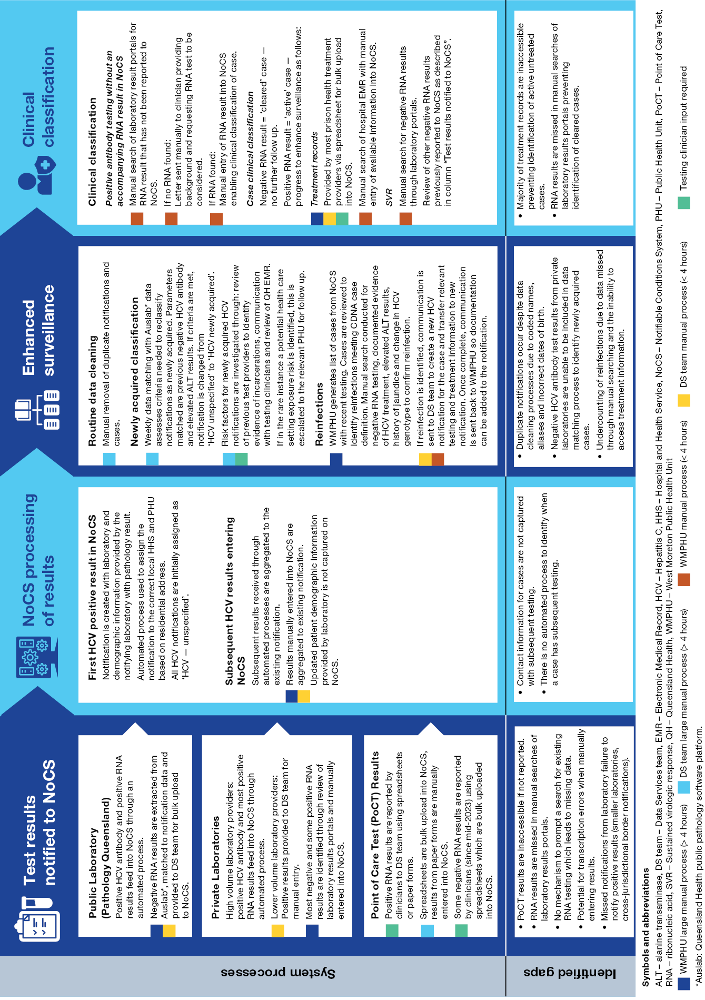 Test results
notified to NoCS
NoCS processing
of results
Enhanced
surveillance
Clinical
classification
System processes
Public Laboratory
(Pathology Queensland)
Positive HCV antibody and positive RNA
results feed into NoCS through an
automated process.
Negative RNA results are extracted from
Auslab*, matched to notification data and
provided to DS team for bulk upload
to NoCS.
Private Laboratories
High volume laboratory providers:
positive HCV antibody and most positive
RNA results feed into NoCS through
automated process.
Lower volume laboratory providers:
Positive results provided to DS team for
manual entry.
Most negative and some positive RNA
results are identified through review of
laboratory results portals and manually
entered into NoCS.
Point of Care Test (PoCT) Results
Positive RNA results are reported by
clinicians to DS team using spreadsheets
or paper forms.
Spreadsheets are bulk upload into NoCS,
results from paper forms are manually
entered into NoCS.
Some negative RNA results are reported
by clinicians (since mid-2023) using
spreadsheets which are bulk uploaded
into NoCS.
First HCV positive result in NoCS
Notification is created with laboratory and
demographic information provided by the
notifying laboratory with pathology result.
Automated process used to assign the
notification to the correct local HHS and PHU
based on residential address.
All HCV notifications are initially assigned as
‘HCV – unspecified’.
Subsequent HCV results entering
NoCS
Subsequent results received through
automated processes are aggregated to the
existing notification.
Results manually entered into NoCS are
aggregated to existing notification.
Updated patient demographic information
provided by laboratory is not captured on
NoCS.
Routine data cleaning
Manual removal of duplicate notifications and
cases.
Newly acquired classification
Weekly data matching with Auslab* data
assesses criteria needed to reclassify
notifications as newly acquired. Parameters
matched are previous negative HCV antibody
and elevated ALT results. If criteria are met,
notification is changed from
‘HCV unspecified’ to ‘HCV newly acquired’.
Risk factors for newly acquired HCV
notifications are investigated through: review
of previous test providers to identify
evidence of incarcerations, communication
with testing clinicians and review of QH EMR.
If in the rare instance a potential health care
setting exposure risk is identified, this is
escalated to the relevant PHU for follow up.
Reinfections
WMPHU generates list of cases from NoCS
with recent testing. Cases are reviewed to
identify reinfections meeting CDNA case
definition. Manual search conducted for
negative RNA testing, documented evidence
of HCV treatment, elevated ALT results,
history of jaundice and change in HCV
genotype to confirm reinfection.
If reinfection is identified, communication is
sent to DS team to create a new HCV
notification for the case and transfer relevant
testing and treatment information to new
notification. Once complete, communication
is sent back to WMPHU so documentation
can be added to the notification.
Clinical classification
Positive antibody testing without an
accompanying RNA result in NoCS
Manual search of laboratory result portals for
RNA result that has not been reported to
NoCS.
If no RNA found:
Letter sent manually to clinician providing
background and requesting RNA test to be
considered.
If RNA found:
Manual entry of RNA result into NoCS
enabling clinical classification of case.
Case clinical classification
Negative RNA result = ‘cleared’ case –
no further follow up.
Positive RNA result = ‘active’ case –
progress to enhance surveillance as follows:
Treatment records
Provided by most prison health treatment
providers via spreadsheet for bulk upload
into NoCS.
Manual search of hospital EMR with manual
entry of available information into NoCS.
SVR
Manual search for negative RNA results
through laboratory portals.
Review of other negative RNA results
previously reported to NoCS as described
in column “Test results notified to NoCS”.
Identified gaps
• PoCT results are inaccessible if not reported.
• RNA results are missed in manual searches of
laboratory results portals.
• No mechanism to prompt a search for existing
RNA testing which leads to missing data.
• Potential for transcription errors when manually
entering results.
• Missed notifications from laboratory failure to
notify positive results (smaller laboratories,
cross-jurisdictional border notifications).
• Contact information for cases are not captured
with subsequent testing.
• There is no automated process to identify when
a case has subsequent testing.
• Duplicate notifications occur despite data
cleaning processes due to coded names,
aliases and incorrect dates of birth.
• Negative HCV antibody test results from private
laboratories are unable to be included in data
matching process to identify newly acquired
cases.
• Undercounting of reinfections due to data missed
through manual searching and the inability to
access treatment information.
• Majority of treatment records are inaccessible
preventing identification of active untreated
cases.
• RNA results are missed in manual searches of
laboratory results portals preventing
identification of cleared cases.
Symbols and abbreviations
ALT – alanine transaminase, DS team – Data Services team, EMR – Electronic Medical Record, HCV – Hepatitis C, HHS – Hospital and Health Service, NoCS – Notifiable Conditions System, PHU – Public Health Unit, PoCT – Point of Care Test,
RNA – ribonucleic acid, SVR – Sustained virologic response, QH – Queensland Health, WMPHU – West Moreton Public Health Unit
WMPHU large manual process (> 4 hours) DS team large manual process (> 4 hours) WMPHU manual process (< 4 hours) DS team manual process (< 4 hours) Testing clinician input required
*Auslab: Queensland Health public pathology software platform.